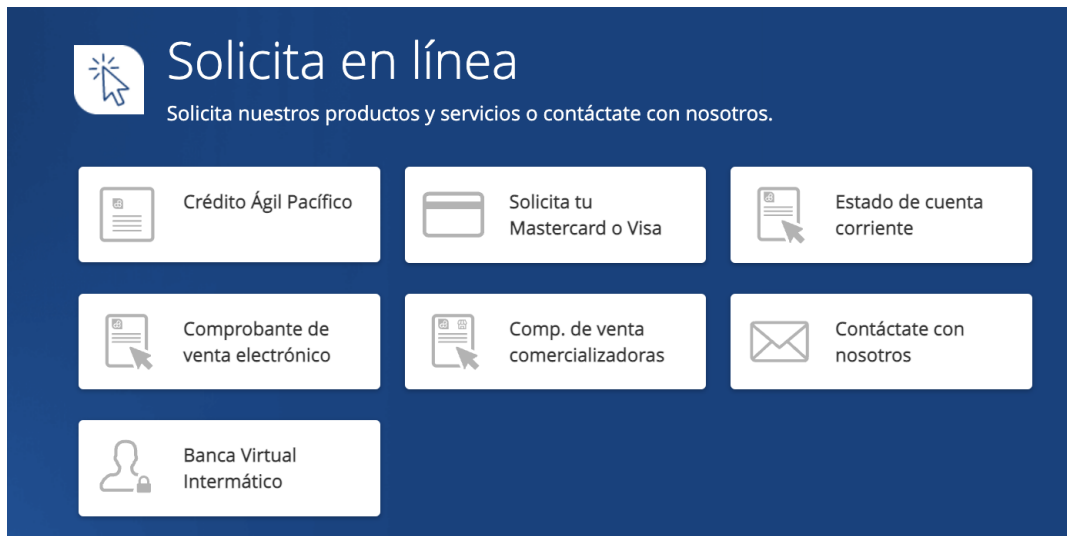 Solicita en línea
Solicita nuestros productos y servicios o contáctate con nosotros.
Crédito Ágil Pacífico
Solicita tu
Mastercard o Visa
Estado de cuenta
corriente
Comprobante de
venta electrónico
Comp. de venta
comercializadoras
Contáctate con
nosotros
Banca Virtual
Intermático